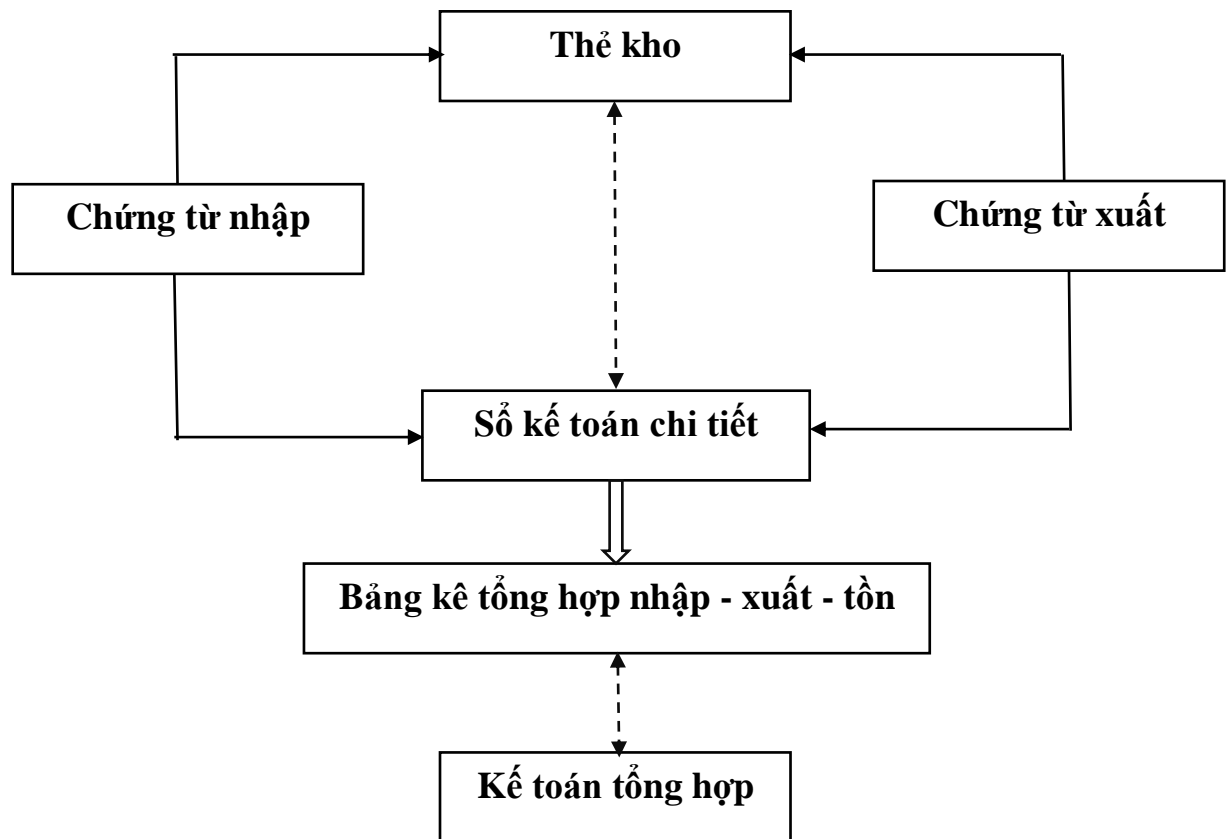 Thẻ kho
Chứng từ nhập
Chứng từ xuất
Sổ kế toán chi tiết
Bảng kê tổng hợp nhập - xuất - tồn
Kế toán tổng hợp